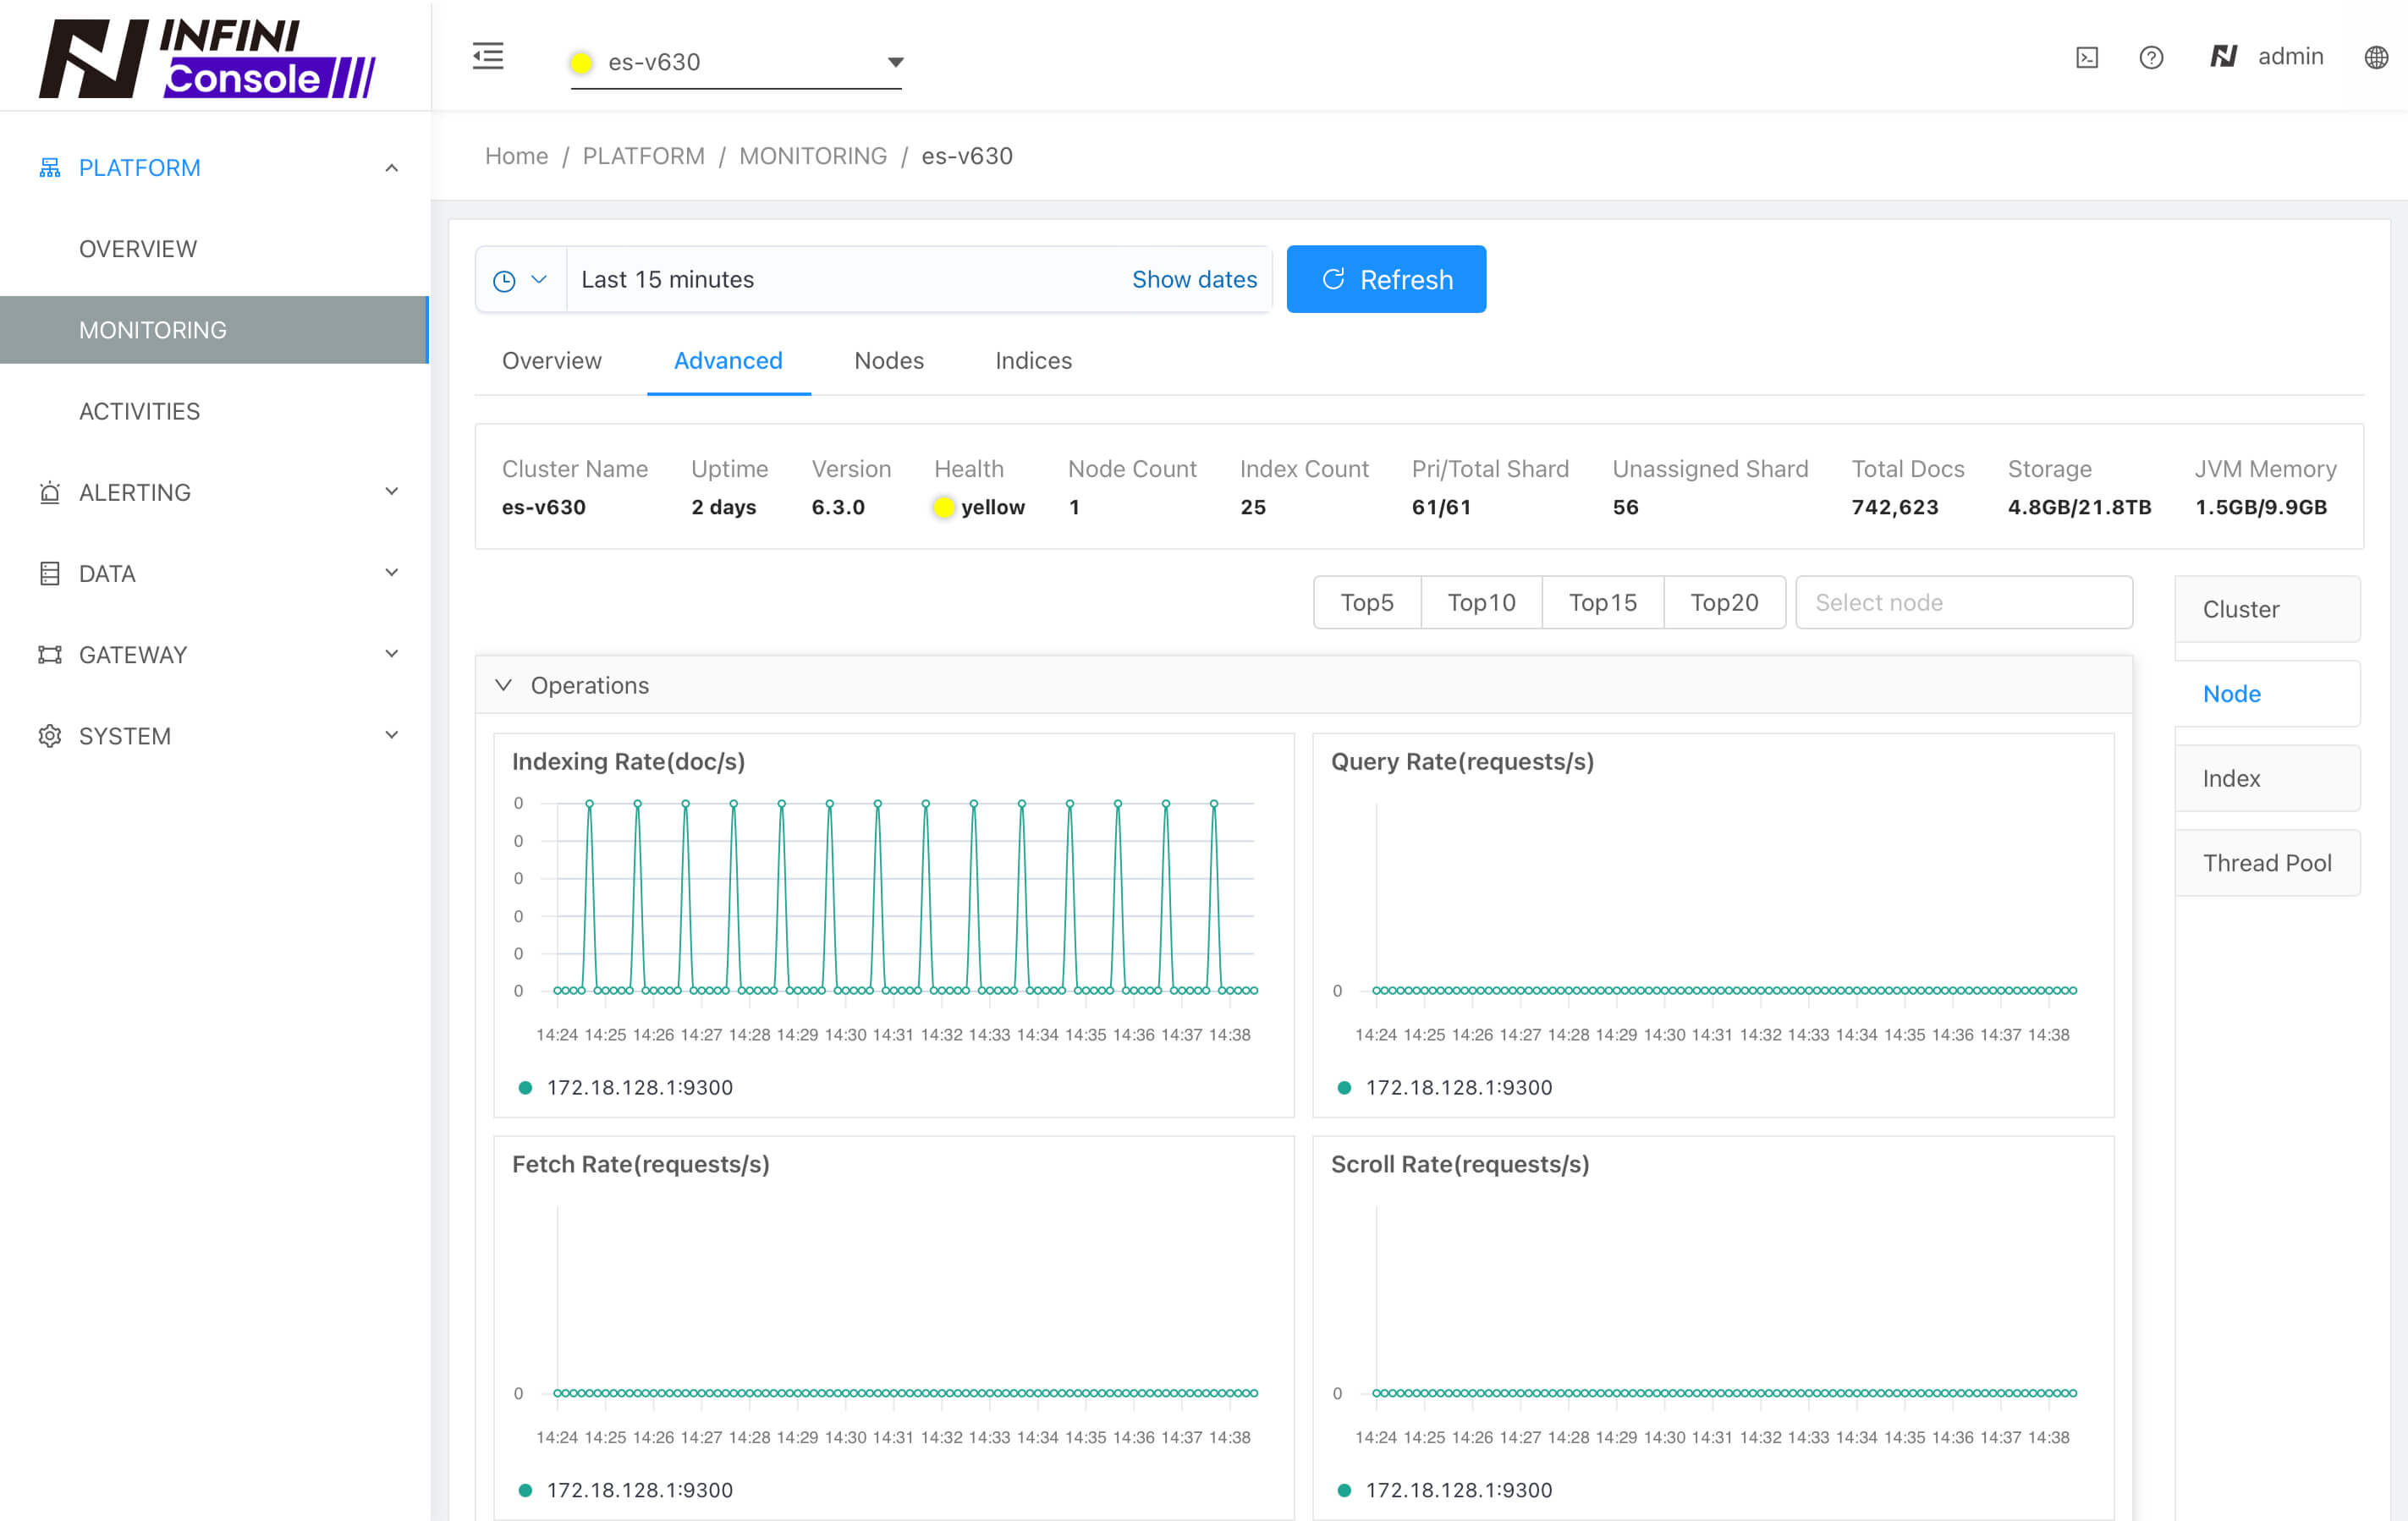 INFINI
Console
es-v630
admin
PLATFORM
OVERVIEW
MONITORING
ACTIVITIES
ALERTING
DATA
GATEWAY
SYSTEM
Home / PLATFORM / MONITORING / es-v630
Last 15 minutes Show dates Refresh
Overview Advanced Nodes Indices
Cluster Name Uptime Version Health Node Count Index Count Pri/Total Shard Unassigned Shard Total Docs Storage JVM Memory
es-v630 2 days 6.3.0 yellow 1 25 61/61 56 742,623 4.8GB/21.8TB 1.5GB/9.9GB
Top5 Top10 Top15 Top20 Select node
Cluster
Node
Index
Thread Pool
Operations
Indexing Rate(doc/s)
0
0
0
0
0
0
14:24 14:25 14:26 14:27 14:28 14:29 14:30 14:31 14:32 14:33 14:34 14:35 14:36 14:37 14:38
172.18.128.1:9300
Query Rate(requests/s)
0
14:24 14:25 14:26 14:27 14:28 14:29 14:30 14:31 14:32 14:33 14:34 14:35 14:36 14:37 14:38
172.18.128.1:9300
Fetch Rate(requests/s)
0
14:24 14:25 14:26 14:27 14:28 14:29 14:30 14:31 14:32 14:33 14:34 14:35 14:36 14:37 14:38
172.18.128.1:9300
Scroll Rate(requests/s)
0
14:24 14:25 14:26 14:27 14:28 14:29 14:30 14:31 14:32 14:33 14:34 14:35 14:36 14:37 14:38
172.18.128.1:9300